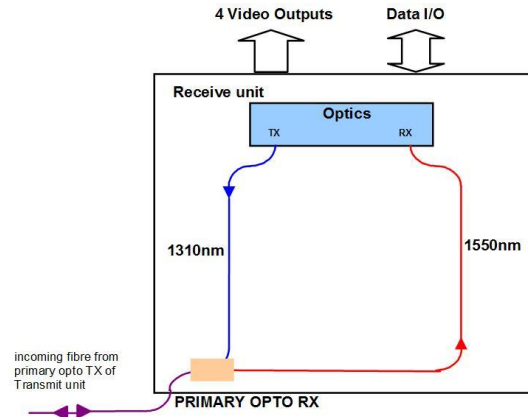 4 Video Outputs
Data I/O
Receive unit
Optics
TX
RX
1310nm
1550nm
incoming fibre from
primary opto TX of
Transmit unit
PRIMARY OPTO RX